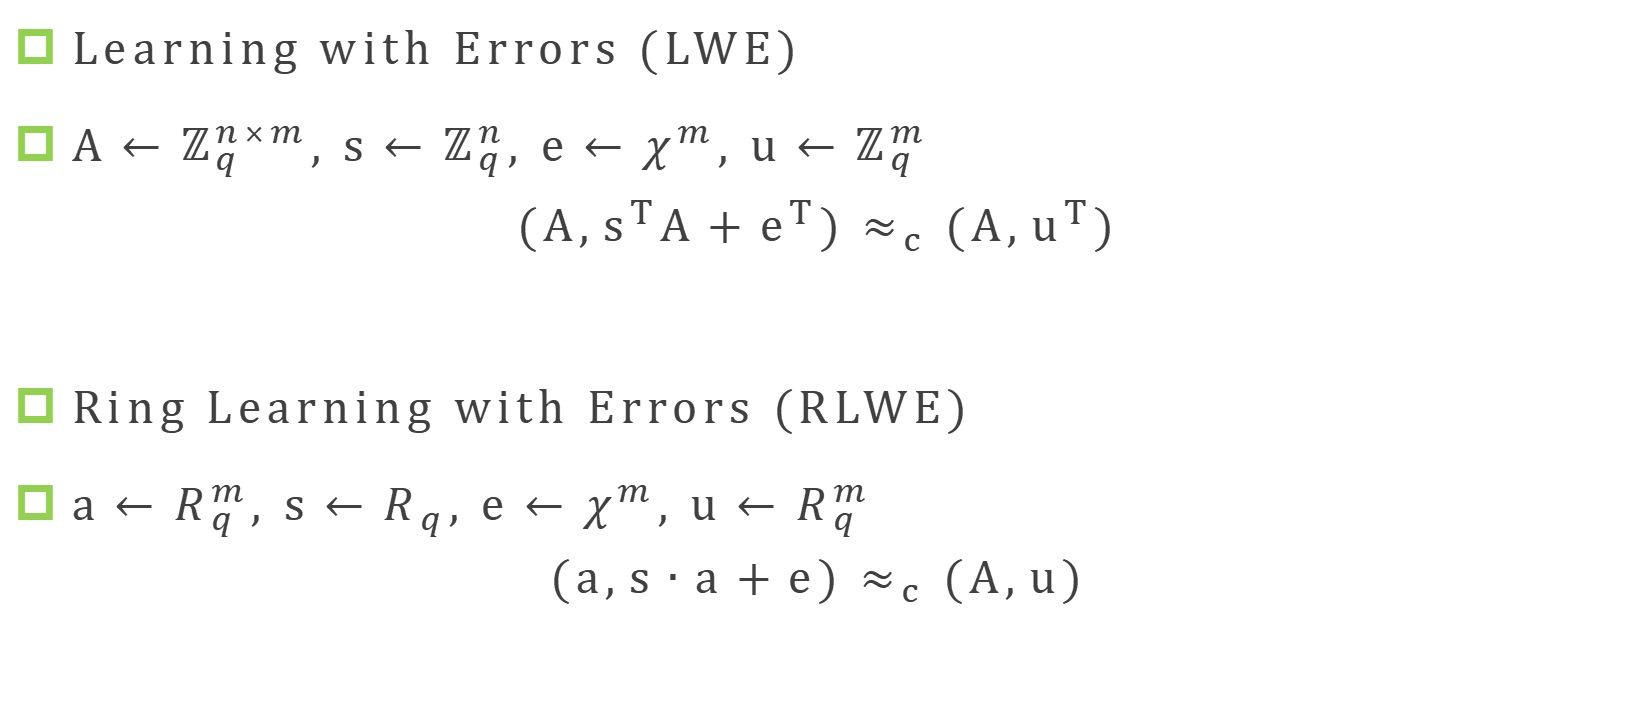 Learning with Errors (LWE)
A ← ℤ_q^{n×m}, s ← ℤ_q^n, e ← χ^m, u ← ℤ_q^m
(A, s^T A + e^T) ≈_c (A, u^T)
Ring Learning with Errors (RLWE)
a ← R_q^m, s ← R_q, e ← χ^m, u ← R_q^m
(a, s · a + e) ≈_c (A, u)